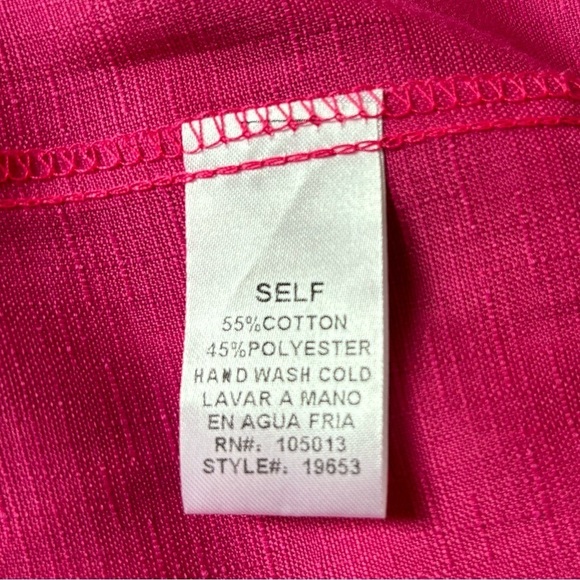 SELF
55%COTTON
45%POLYESTER
HAND WASH COLD
LAVAR A MANO
EN AGUA FRIA
RN#: 105013
STYLE#: 19653